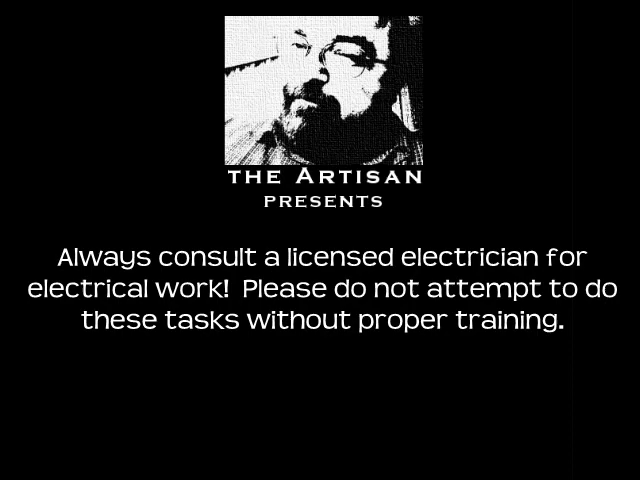 THE ARTISAN
PRESENTS
Always consult a licensed electrician for
electrical work!  Please do not attempt to do
these tasks without proper training.